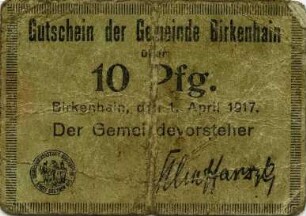 Gutschein der Gemeinde Birkenhain
über
10 Pfg.
Birkenhain, den 1. April 1917.
Der Gemeindevorsteher